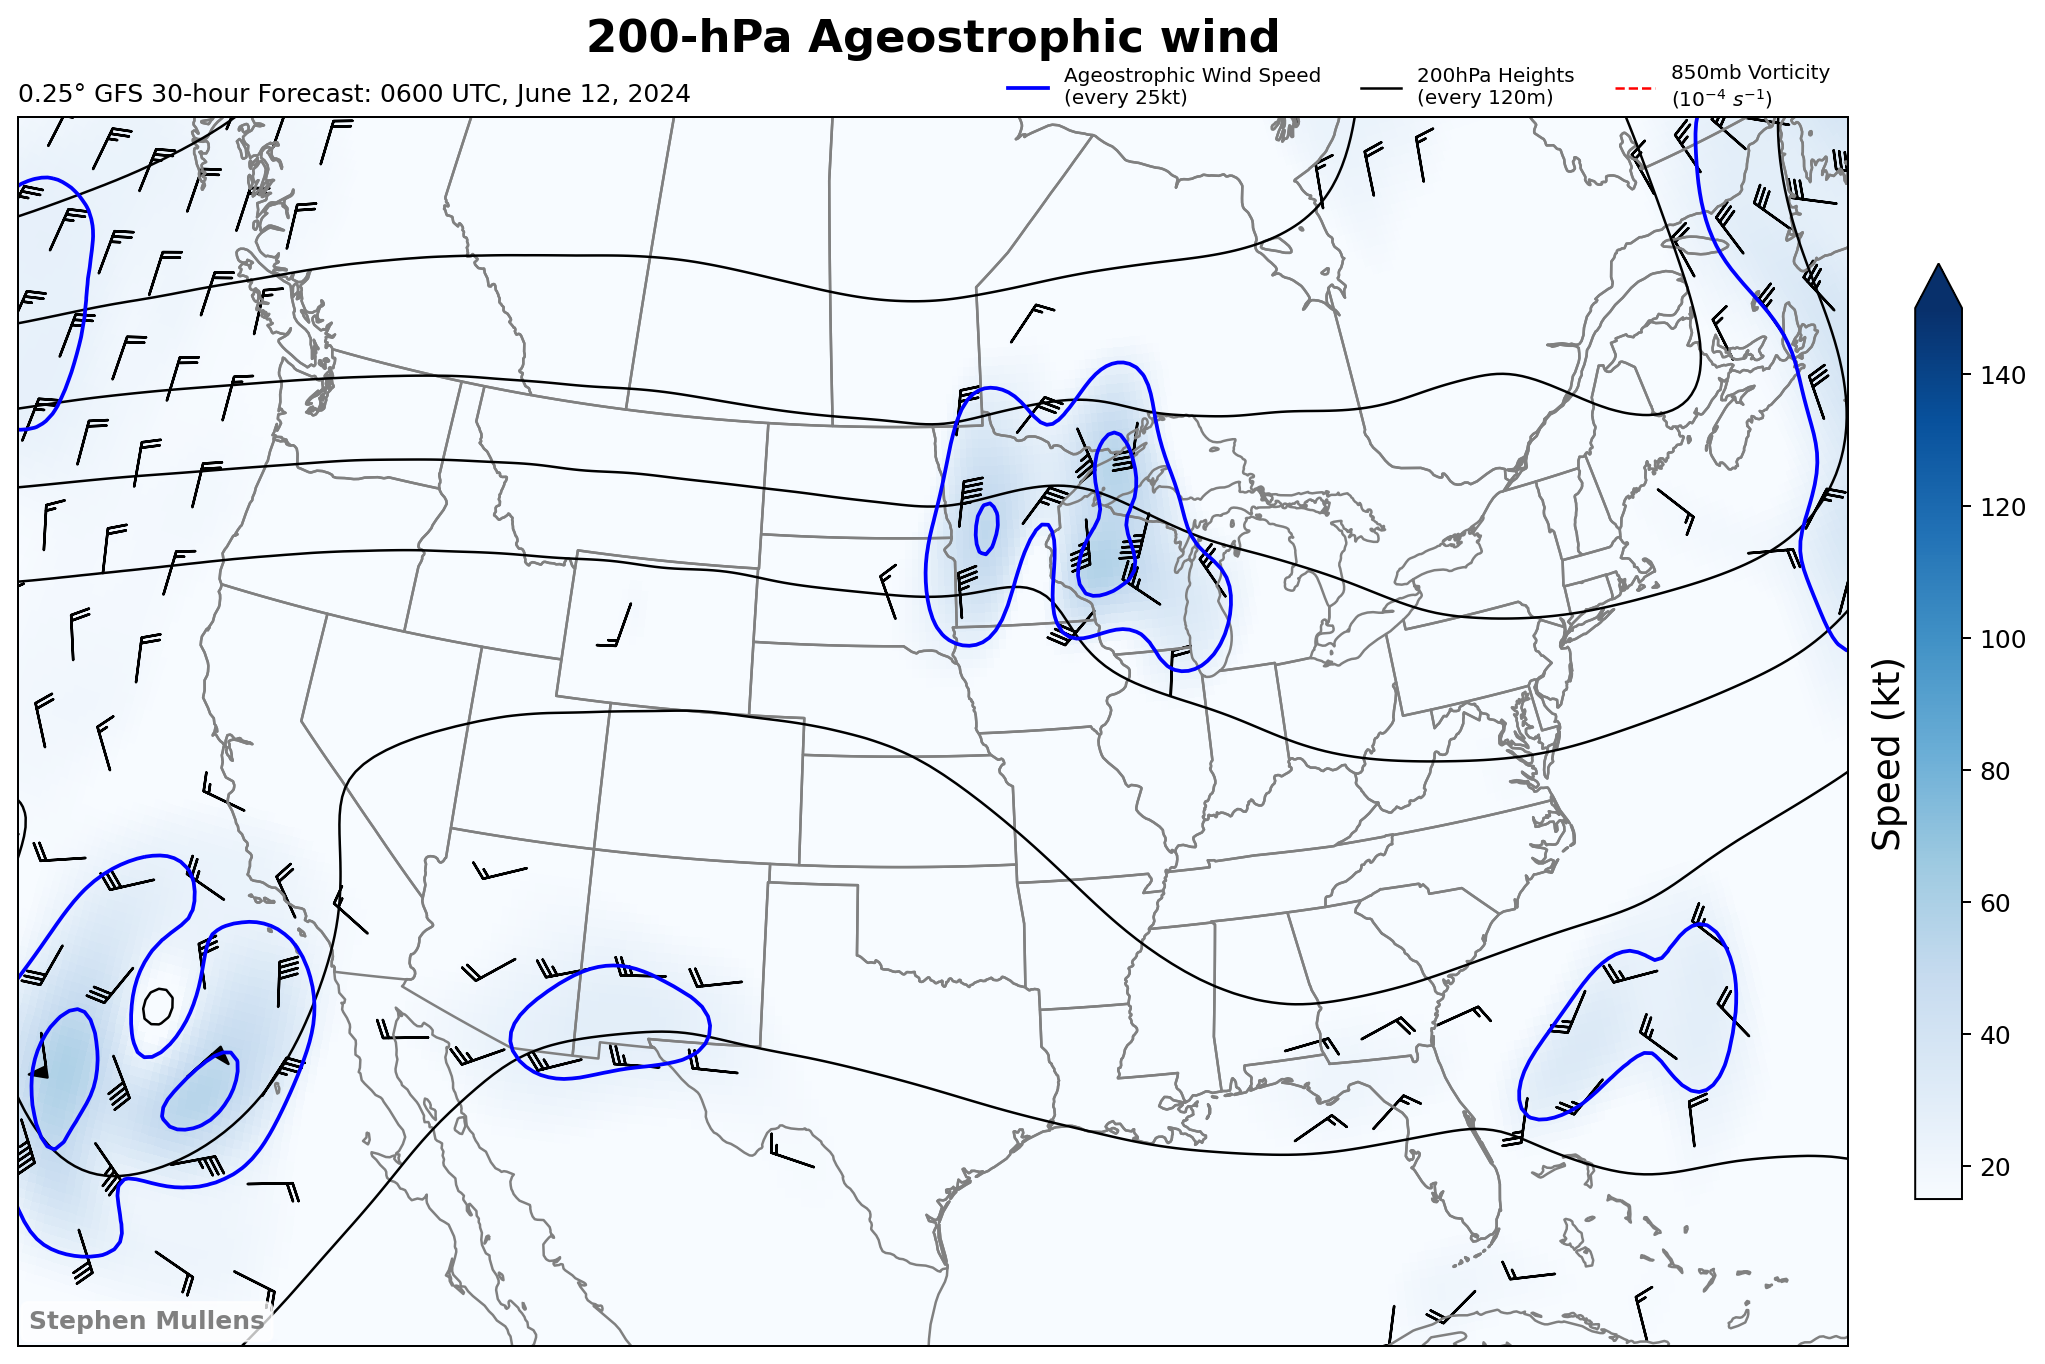 200-hPa Ageostrophic wind
0.25° GFS 30-hour Forecast: 0600 UTC, June 12, 2024
Ageostrophic Wind Speed
(every 25kt)
200hPa Heights
(every 120m)
850mb Vorticity
(10⁻⁴ s⁻¹)
140
120
100
80
60
40
20
Speed (kt)
Stephen Mullens